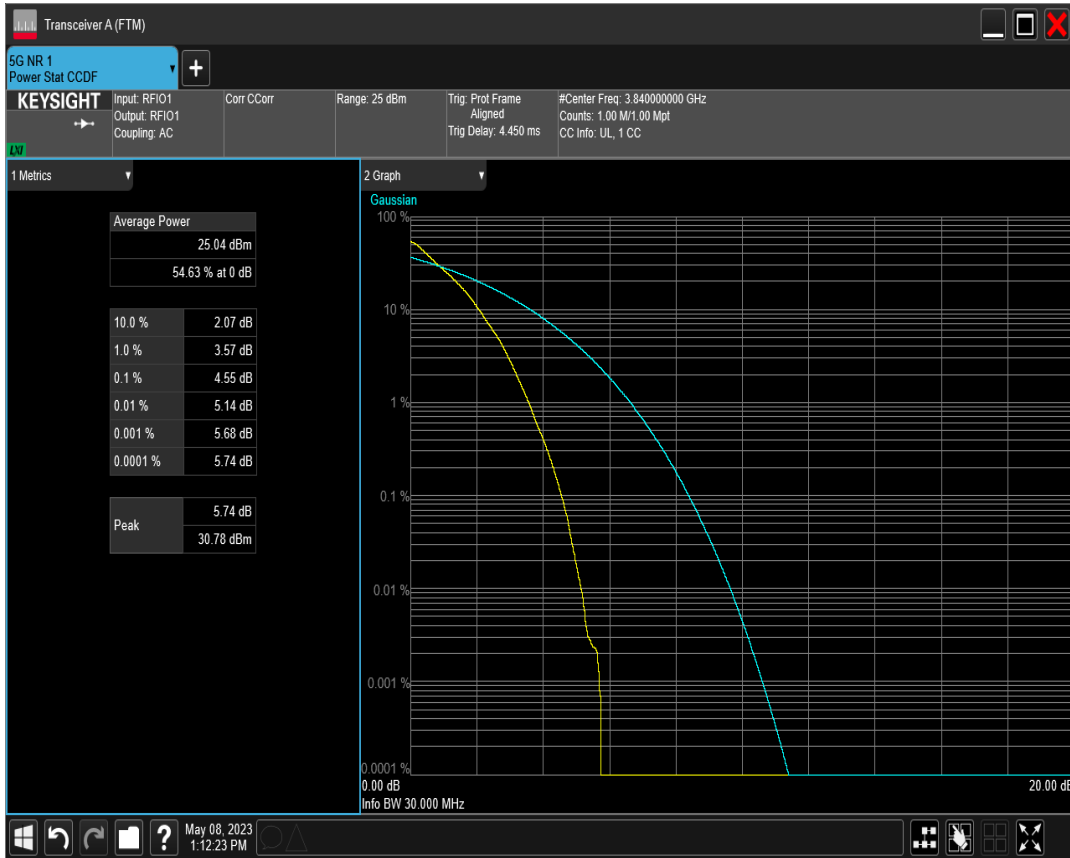 Transceiver A (FTM)
5G NR 1
Power Stat CCDF
+
KEYSIGHT
LXI
Input: RFIO1
Output: RFIO1
Coupling: AC
Corr CCorr
Range: 25 dBm
Trig: Prot Frame
Aligned
Trig Delay: 4.450 ms
#Center Freq: 3.840000000 GHz
Counts: 1.00 M/1.00 Mpt
CC Info: UL, 1 CC
1 Metrics
Average Power
25.04 dBm
54.63 % at 0 dB
10.0 % 2.07 dB
1.0 % 3.57 dB
0.1 % 4.55 dB
0.01 % 5.14 dB
0.001 % 5.68 dB
0.0001 % 5.74 dB
Peak 5.74 dB
30.78 dBm
2 Graph
Gaussian
100 %
10 %
1 %
0.1 %
0.01 %
0.001 %
0.0001 %
0.00 dB 20.00 dB
Info BW 30.000 MHz
?
May 08, 2023
1:12:23 PM